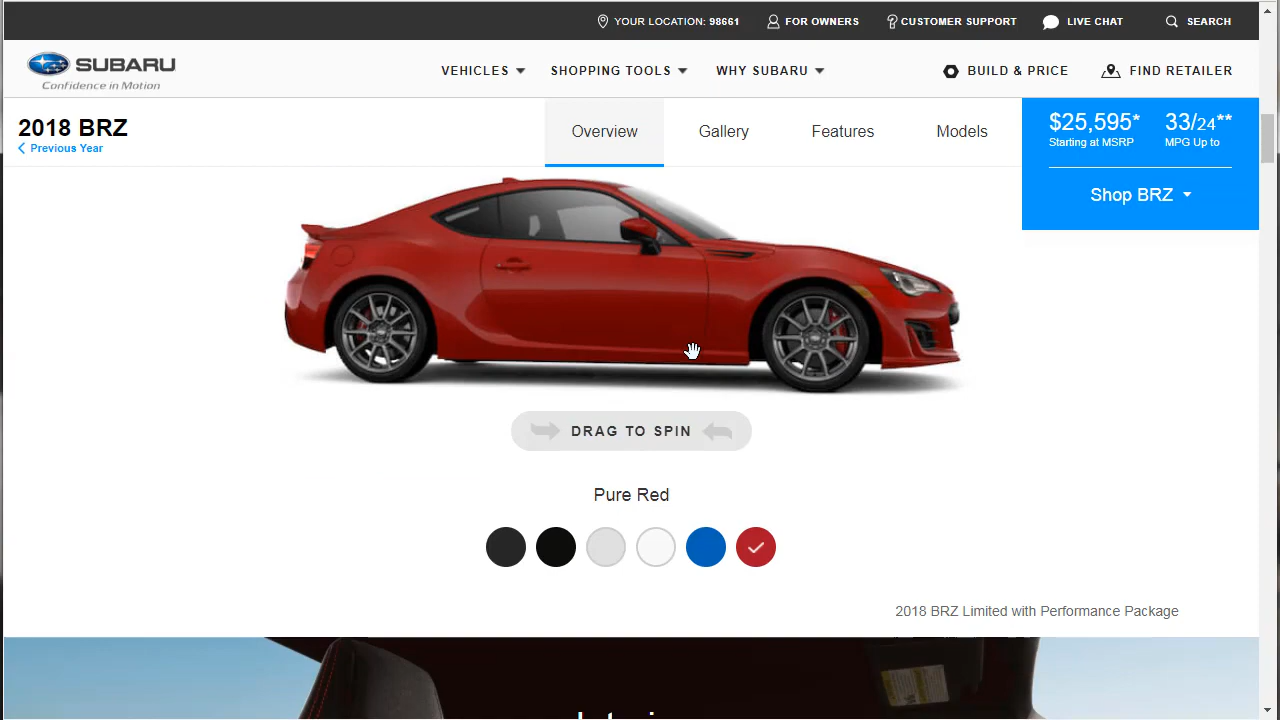 YOUR LOCATION: 98661
FOR OWNERS
CUSTOMER SUPPORT
LIVE CHAT
SEARCH
SUBARU
Confidence in Motion
VEHICLES
SHOPPING TOOLS
WHY SUBARU
BUILD & PRICE
FIND RETAILER
2018 BRZ
Previous Year
Overview
Gallery
Features
Models
$25,595*
Starting at MSRP
33/24**
MPG Up to
Shop BRZ
DRAG TO SPIN
Pure Red
2018 BRZ Limited with Performance Package